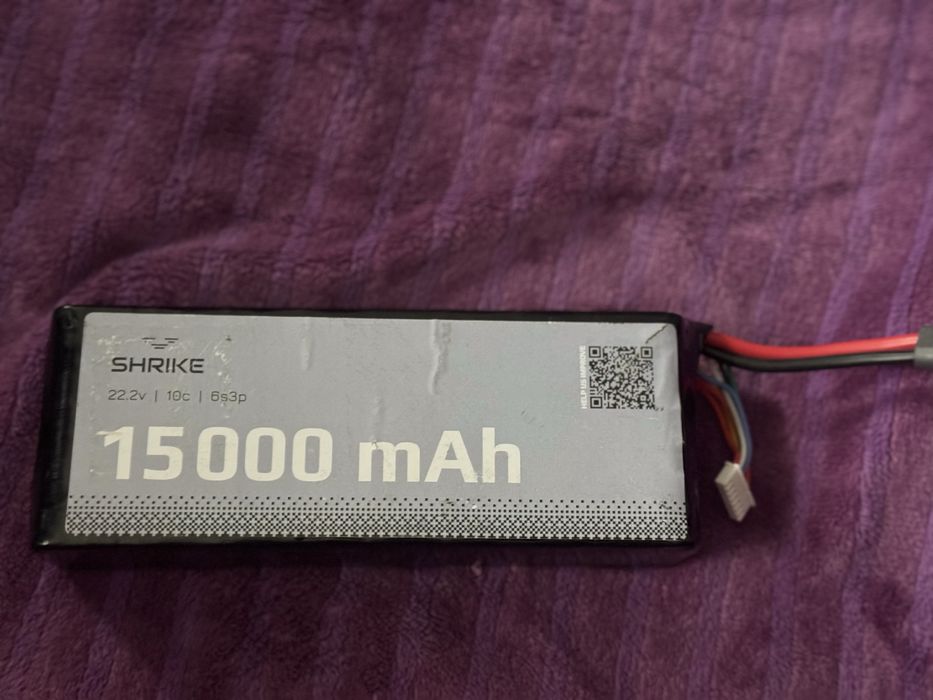 SHRIKE
22.2v | 10c | 6s3p
15000 mAh
HELP US IMPROVE